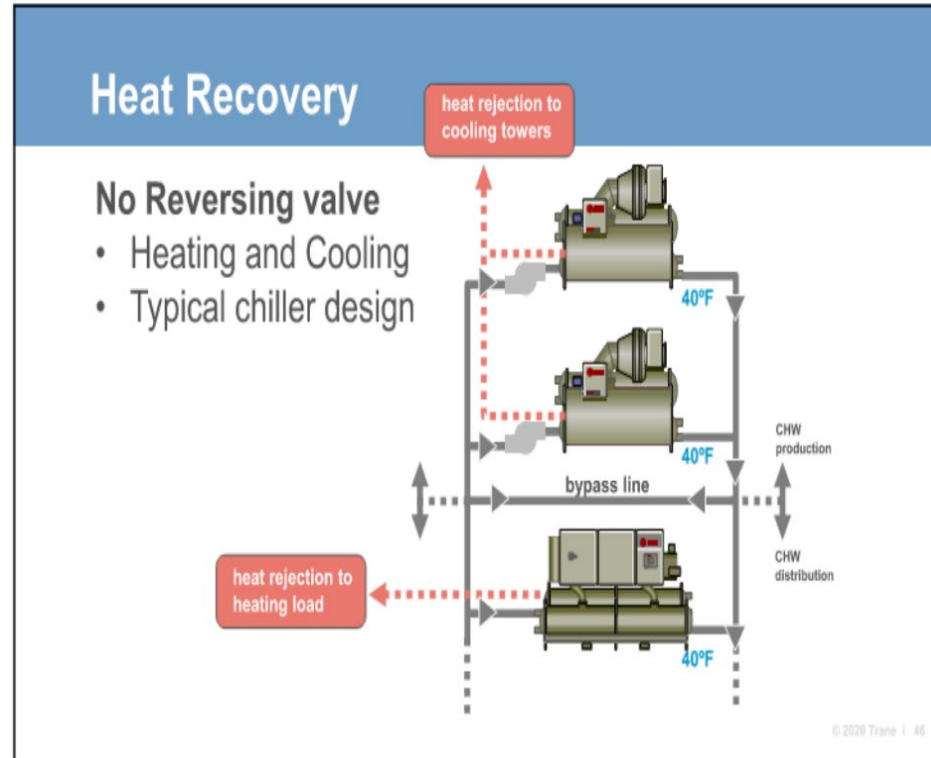 Heat Recovery
heat rejection to
cooling towers
No Reversing valve
• Heating and Cooling
• Typical chiller design
40ºF
40ºF
CHW
production
bypass line
CHW
distribution
heat rejection to
heating load
40ºF
© 2020 Trane | 46